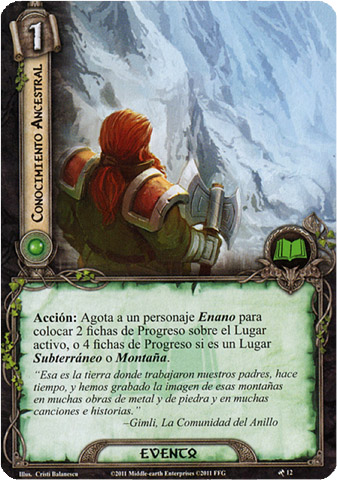 1
CONOCIMIENTO ANCESTRAL
Acción: Agota a un personaje Enano para
colocar 2 fichas de Progreso sobre el Lugar
activo, o 4 fichas de Progreso si es un Lugar
Subterráneo o Montaña.
“Esa es la tierra donde trabajaron nuestros padres, hace
tiempo, y hemos grabado la imagen de esas montañas
en muchas obras de metal y de piedra y en muchas
canciones e historias.”
–Gimli, La Comunidad del Anillo
EVENTO
Illus. Cristi Balanescu
©2011 Middle-earth Enterprises ©2011 FFG
12